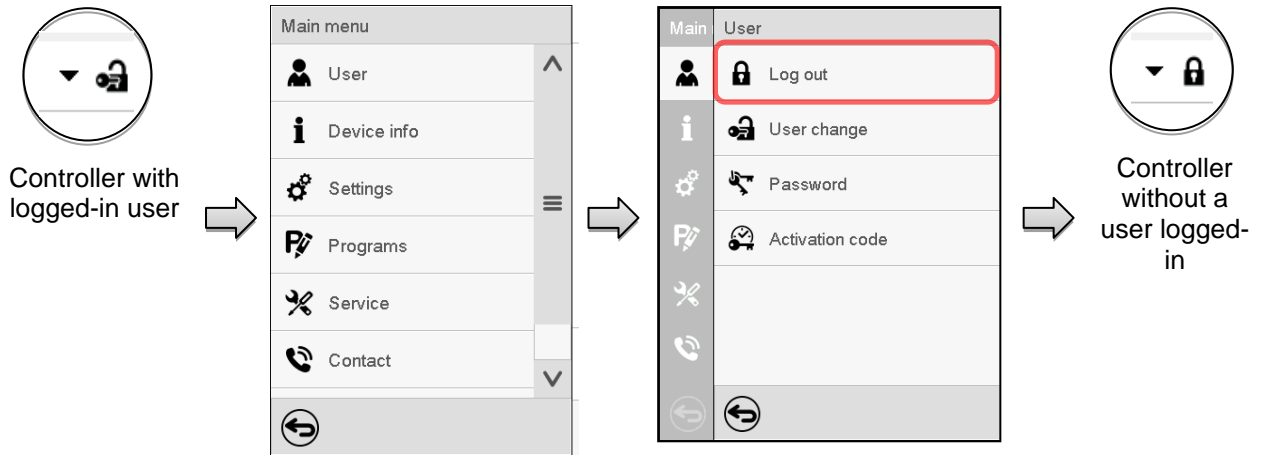 Controller with
logged-in user
Main menu
User
Device info
Settings
Programs
Service
Contact
Main
User
Log out
User change
Password
Activation code
Controller
without a
user logged-
in